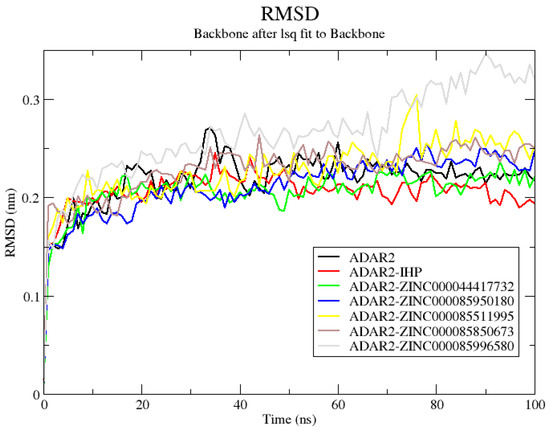 RMSD
Backbone after lsq fit to Backbone
RMSD (nm)
0.3
0.2
0.1
0
0
20
40
60
80
100
Time (ns)
ADAR2
ADAR2-IHP
ADAR2-ZINC000044417732
ADAR2-ZINC000085950180
ADAR2-ZINC000085511995
ADAR2-ZINC000085850673
ADAR2-ZINC000085996580